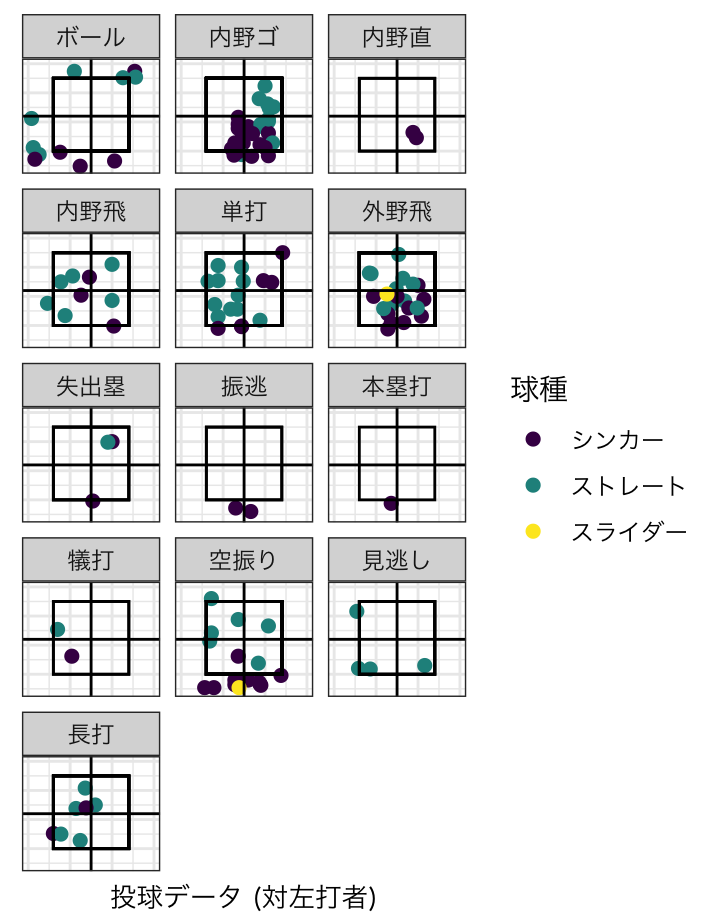 ボール
内野ゴ
内野直
内野飛
単打
外野飛
失出塁
振逃
本塁打
犠打
空振り
見逃し
長打
球種
シンカー
ストレート
スライダー
投球データ (対左打者)